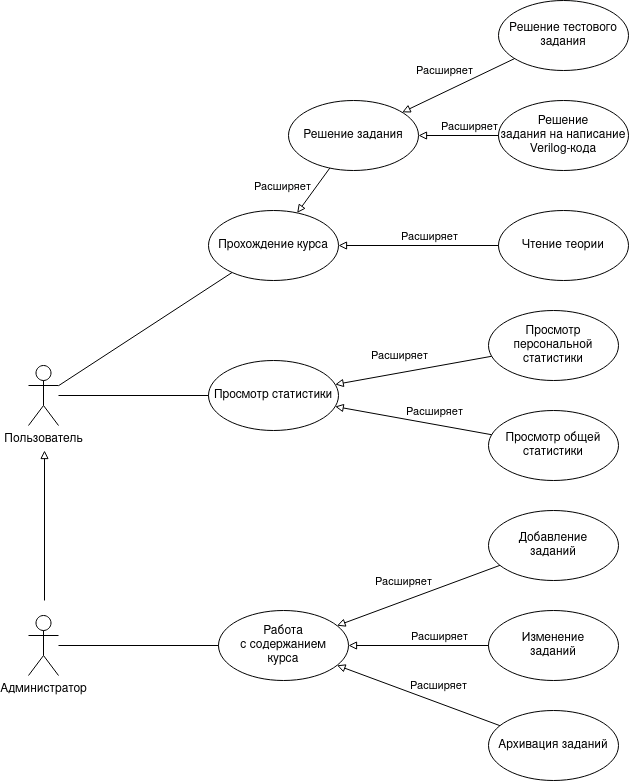 Решение тестового
задания
Расширяет
Решение
задания на написание
Verilog-кода
Расширяет
Решение задания
Расширяет
Прохождение курса
Расширяет
Чтение теории
Просмотр
персональной
статистики
Расширяет
Просмотр статистики
Расширяет
Просмотр общей
статистики
Пользователь
Добавление
заданий
Расширяет
Работа
с содержанием
курса
Расширяет
Изменение
заданий
Администратор
Расширяет
Архивация заданий